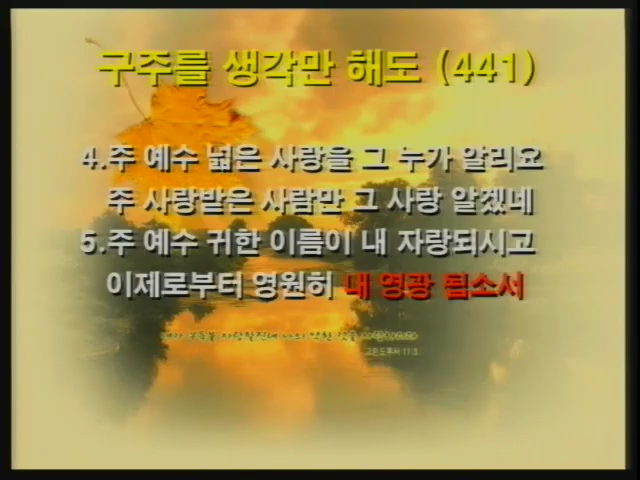 구주를 생각만 해도 (441)
4.주 예수 넓은 사랑을 그 누가 알리요
주 사랑받은 사람만 그 사랑 알겠네
5.주 예수 귀한 이름이 내 자랑되시고
이제로부터 영원히 내 영광 됩소서